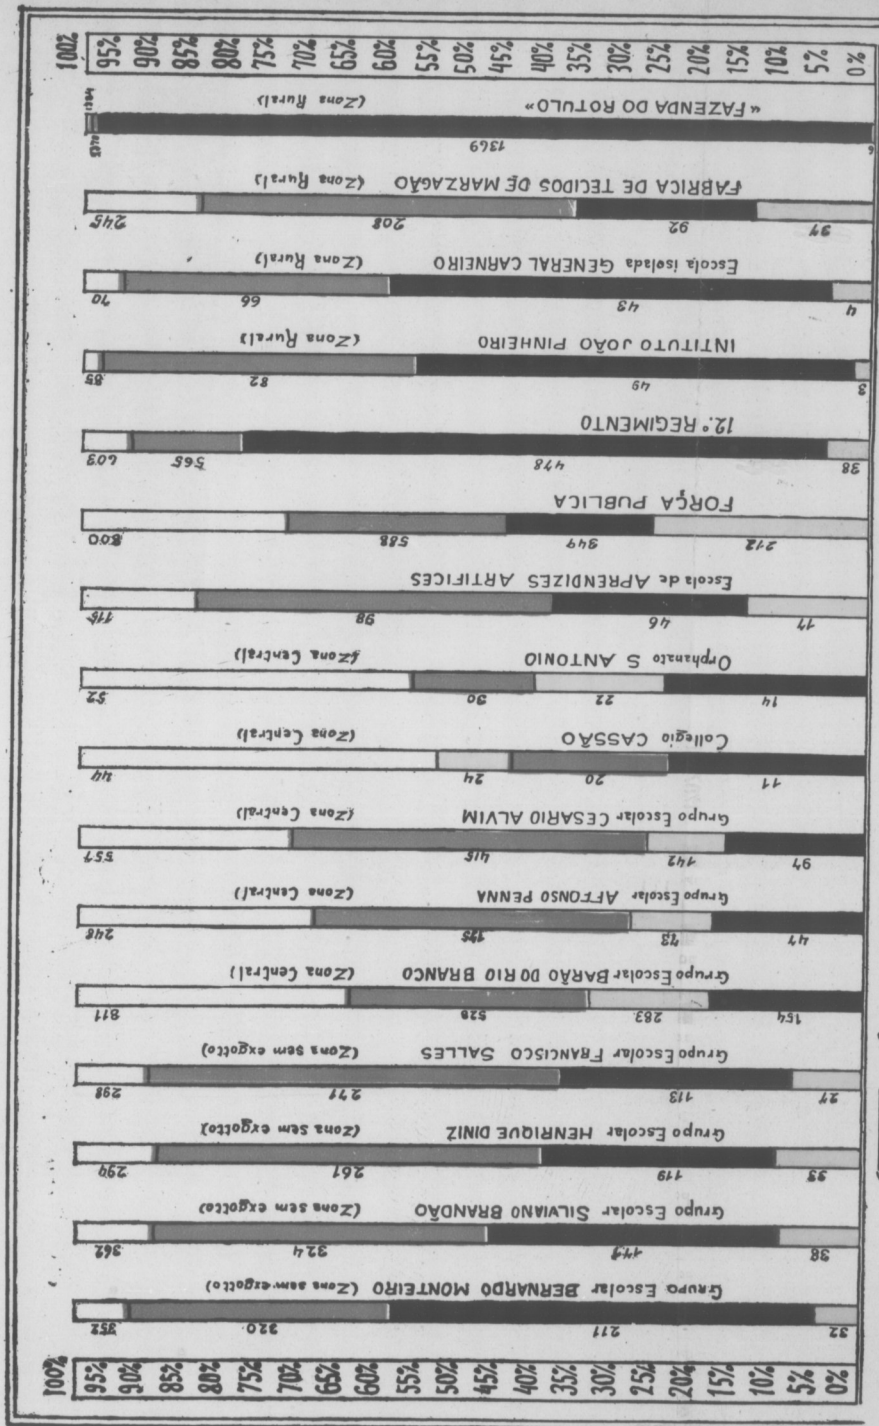 0% 5% 10% 15% 20% 25% 30% 35% 40% 45% 50% 55% 60% 65% 70% 75% 80% 85% 90% 95% 100%
32 211 320 352
Grupo Escolar BERNARDO MONTEIRO (Zona sem exgotto)
38 324 362
Grupo Escolar SILVIANO BRANDÃO (Zona sem exgotto)
33 119 261 294
Grupo Escolar HENRIQUE DINIZ (Zona sem exgotto)
27 113 271 298
Grupo Escolar FRANCISCO SALLES (Zona sem exgotto)
154 283 528 811
Grupo Escolar BARÃO DO RIO BRANCO (Zona Central)
47 73 175 248
Grupo Escolar AFFONSO PENNA (Zona Central)
97 142 415 557
Grupo Escolar CESARIO ALVIM (Zona Central)
11 20 24 44
Collegio CASSÃO (Zona Central)
14 22 30 52
Orphanato S ANTONIO (Zona Central)
17 46 98 115
Escola de APRENDIZES ARTIFICES
212 349 588 800
FORÇA PUBLICA
38 478 565 603
12.º REGIMENTO
3 49 82 85
INTITUTO JOÃO PINHEIRO (Zona Rural)
4 43 66 70
Escola isolada GENERAL CARNEIRO (Zona Rural)
37 92 208 245
FABRICA DE TECIDOS DE MARZAGÃO (Zona Rural)
6 1369 1384
«FAZENDA DO ROTULO» (Zona Rural)
0% 5% 10% 15% 20% 25% 30% 35% 40% 45% 50% 55% 60% 65% 70% 75% 80% 85% 90% 95% 100%